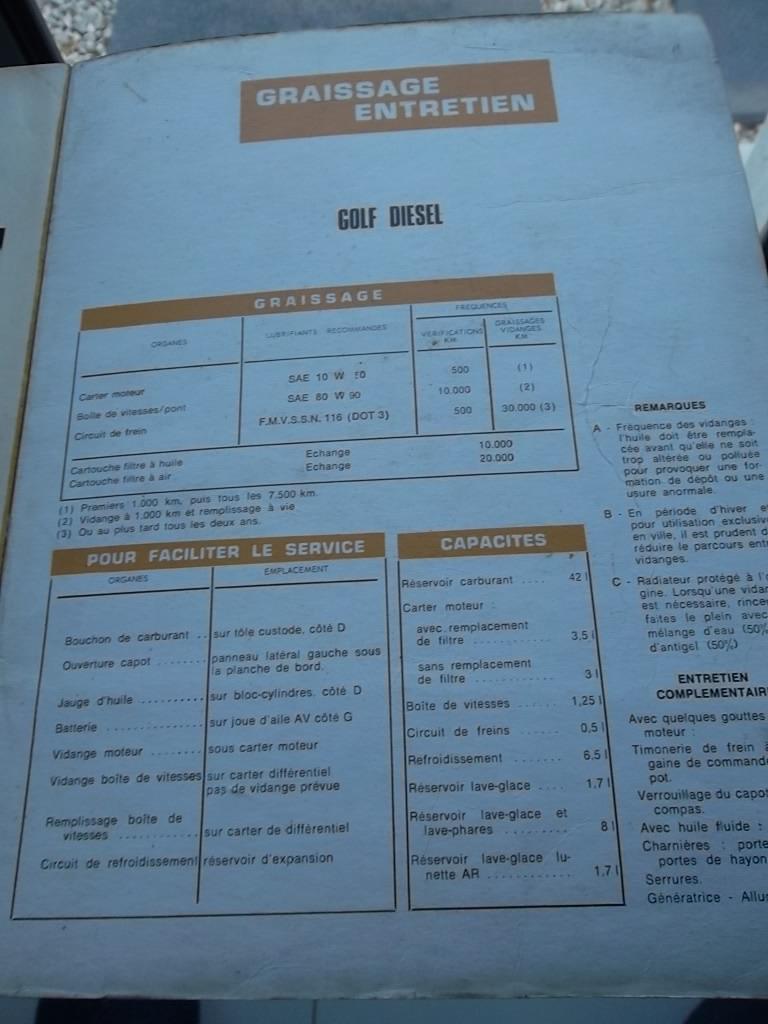 GRAISSAGE
ENTRETIEN
GOLF DIESEL
GRAISSAGE
ORGANES
LUBRIFIANTS RECOMMANDES
FREQUENCES
VERIFICATIONS
KM
GRAISSAGES
VIDANGES
KM
Carter moteur
SAE 10 W
500
(1)
Boîte de vitesses/pont
SAE 80 W 90
10.000
(2)
Circuit de frein
F.M.V.S.S.N. 116 (DOT 3)
500
30.000 (3)
Cartouche filtre à huile
Echange
10.000
Cartouche filtre à air
Echange
20.000
(1) Premiers 1.000 km, puis tous les 7.500 km.
(2) Vidange à 1.000 km et remplissage à vie
(3) Ou au plus tard tous les deux ans.
POUR FACILITER LE SERVICE
ORGANES
EMPLACEMENT
Bouchon de carburant .. sur tôle custode, côté D
Ouverture capot ....... panneau latéral gauche sous
la planche de bord.
Jauge d'huile .......... sur bloc-cylindres, côté D
Batterie ............... sur joue d'aile AV côté G
Vidange moteur ....... sous carter moteur
Vidange boîte de vitesses sur carter différentiel
pas de vidange prévue
Remplissage boîte de
vitesses ............ sur carter de différentiel
Circuit de refroidissement réservoir d'expansion
CAPACITES
Réservoir carburant .... 42 l
Carter moteur :
avec remplacement
de filtre ........... 3,5 l
sans remplacement
de filtre ........... 3 l
Boîte de vitesses ..... 1,25 l
Circuit de freins ..... 0,5 l
Refroidissement ....... 6,5 l
Réservoir lave-glace .... 1,7 l
Réservoir lave-glace et
lave-phares ......... 8 l
Réservoir lave-glace lu-
nette AR ............ 1,7 l
REMARQUES
A - Fréquence des vidanges :
l'huile doit être rempla-
cée avant qu'elle ne soit
trop altérée ou polluée
pour provoquer une for-
mation de dépôt ou une
usure anormale.
B - En période d'hiver
pour utilisation
en ville, il est prudent
réduire le parcours
vidanges.
C - Radiateur protégé à
Lorsqu'une
est nécessaire,
faites le plein avec
mélange d'eau (50%)
d'antigel (50%)
ENTRETIEN
Avec quelques gouttes
moteur :
Timonerie de frein
gaine de
pot.
Verrouillage du capot
compas.
Avec huile fluide :
Charnières :
portes de hayon
Serrures.
Génératrice -